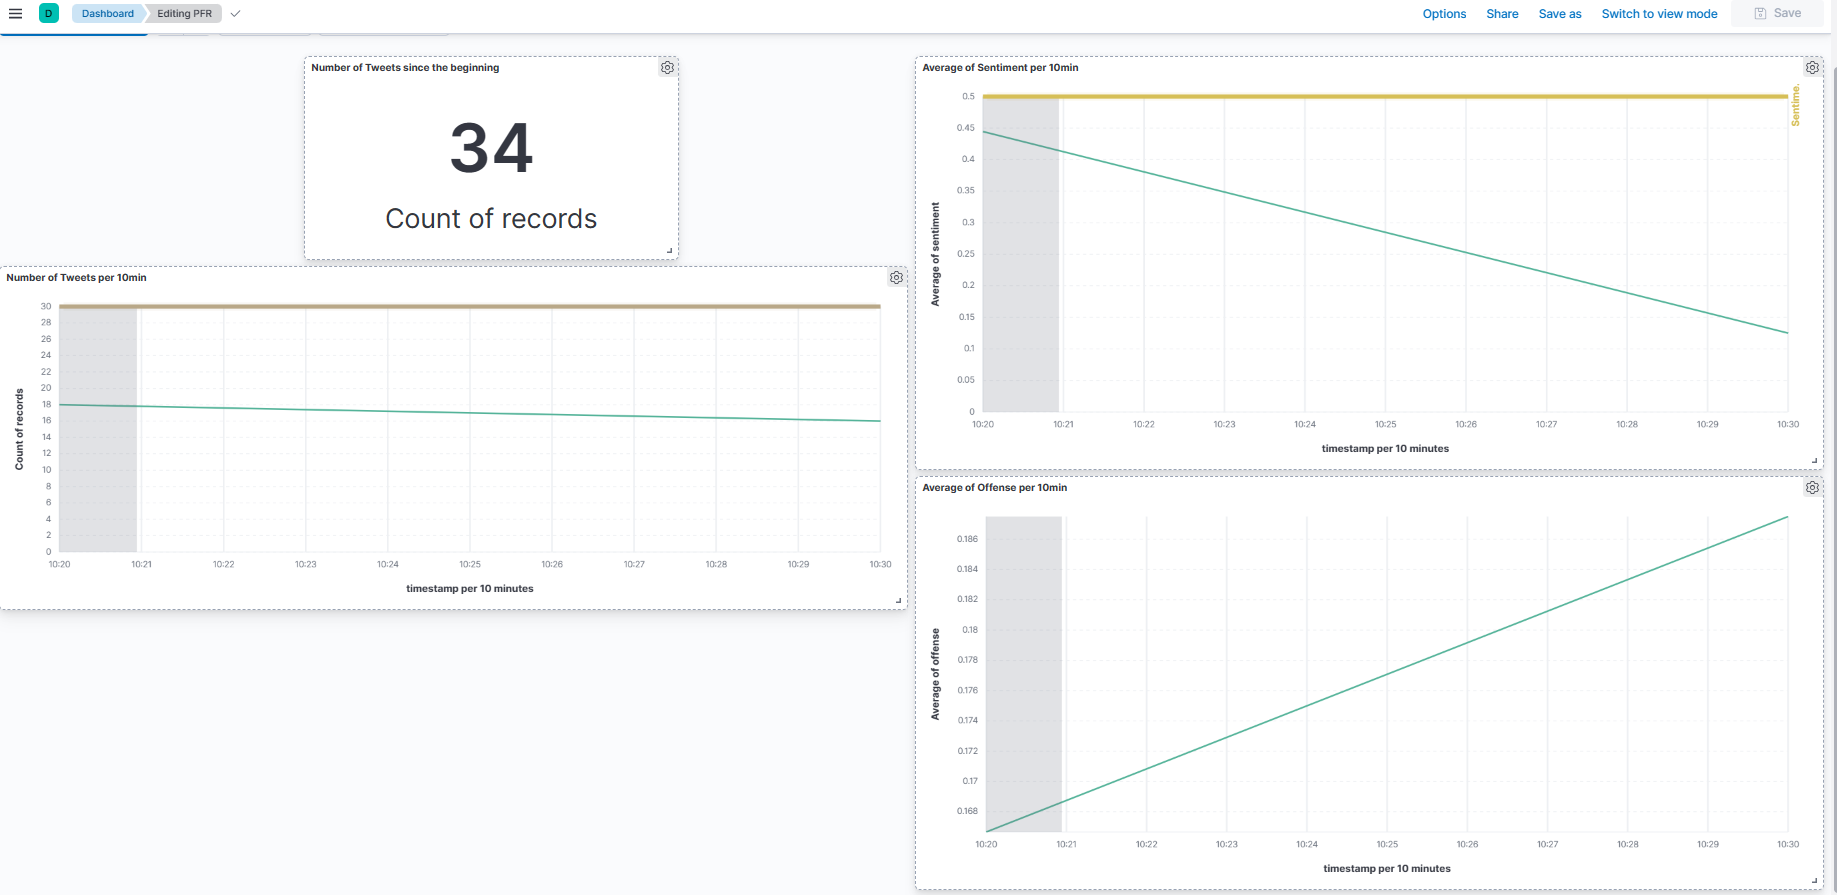 D Dashboard Editing PFR Options Share Save as Switch to view mode Save
Number of Tweets since the beginning
34
Count of records
Number of Tweets per 10min
Count of records
30
28
26
24
22
20
18
16
14
12
10
8
6
4
2
0
10:20 10:21 10:22 10:23 10:24 10:25 10:26 10:27 10:28 10:29 10:30
timestamp per 10 minutes
Average of Sentiment per 10min
Sentime.
Average of sentiment
0.5
0.45
0.4
0.35
0.3
0.25
0.2
0.15
0.1
0.05
0
10:20 10:21 10:22 10:23 10:24 10:25 10:26 10:27 10:28 10:29 10:30
timestamp per 10 minutes
Average of Offense per 10min
Average of offense
0.186
0.184
0.182
0.18
0.178
0.176
0.174
0.172
0.17
0.168
10:20 10:21 10:22 10:23 10:24 10:25 10:26 10:27 10:28 10:29 10:30
timestamp per 10 minutes